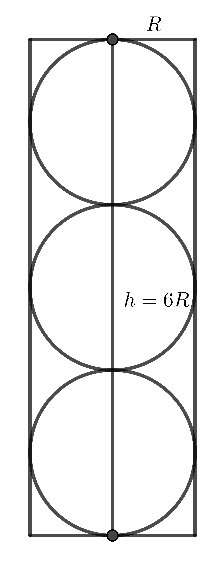 R
h = 6R